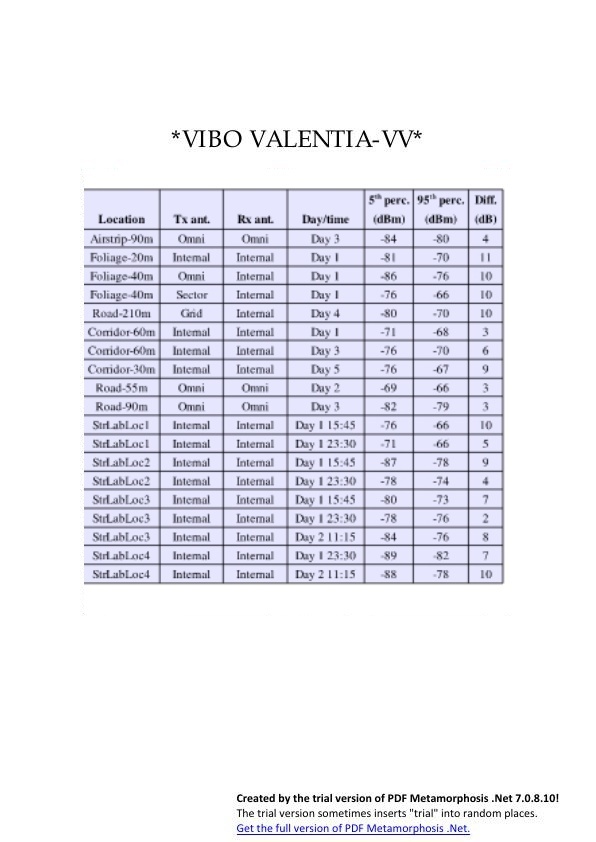 *VIBO VALENTIA-VV*
5th perc. 95th perc. Diff.
Location Tx ant. Rx ant. Day/time (dBm) (dBm) (dB)
Airstrip-90m Omni Omni Day 3 -84 -80 4
Foliage-20m Internal Internal Day 1 -81 -70 11
Foliage-40m Omni Internal Day 1 -86 -76 10
Foliage-40m Sector Internal Day 1 -76 -66 10
Road-210m Grid Internal Day 4 -80 -70 10
Corridor-60m Internal Internal Day 1 -71 -68 3
Corridor-60m Internal Internal Day 3 -76 -70 6
Corridor-30m Internal Internal Day 5 -76 -67 9
Road-55m Omni Omni Day 2 -69 -66 3
Road-90m Omni Omni Day 3 -82 -79 3
StrLabLoc1 Internal Internal Day 1 15:45 -76 -66 10
StrLabLoc1 Internal Internal Day 1 23:30 -71 -66 5
StrLabLoc2 Internal Internal Day 1 15:45 -87 -78 9
StrLabLoc2 Internal Internal Day 1 23:30 -78 -74 4
StrLabLoc3 Internal Internal Day 1 15:45 -80 -73 7
StrLabLoc3 Internal Internal Day 1 23:30 -78 -76 2
StrLabLoc3 Internal Internal Day 2 11:15 -84 -76 8
StrLabLoc4 Internal Internal Day 1 23:30 -89 -82 7
StrLabLoc4 Internal Internal Day 2 11:15 -88 -78 10
Created by the trial version of PDF Metamorphosis .Net 7.0.8.10!
The trial version sometimes inserts "trial" into random places.
Get the full version of PDF Metamorphosis .Net.